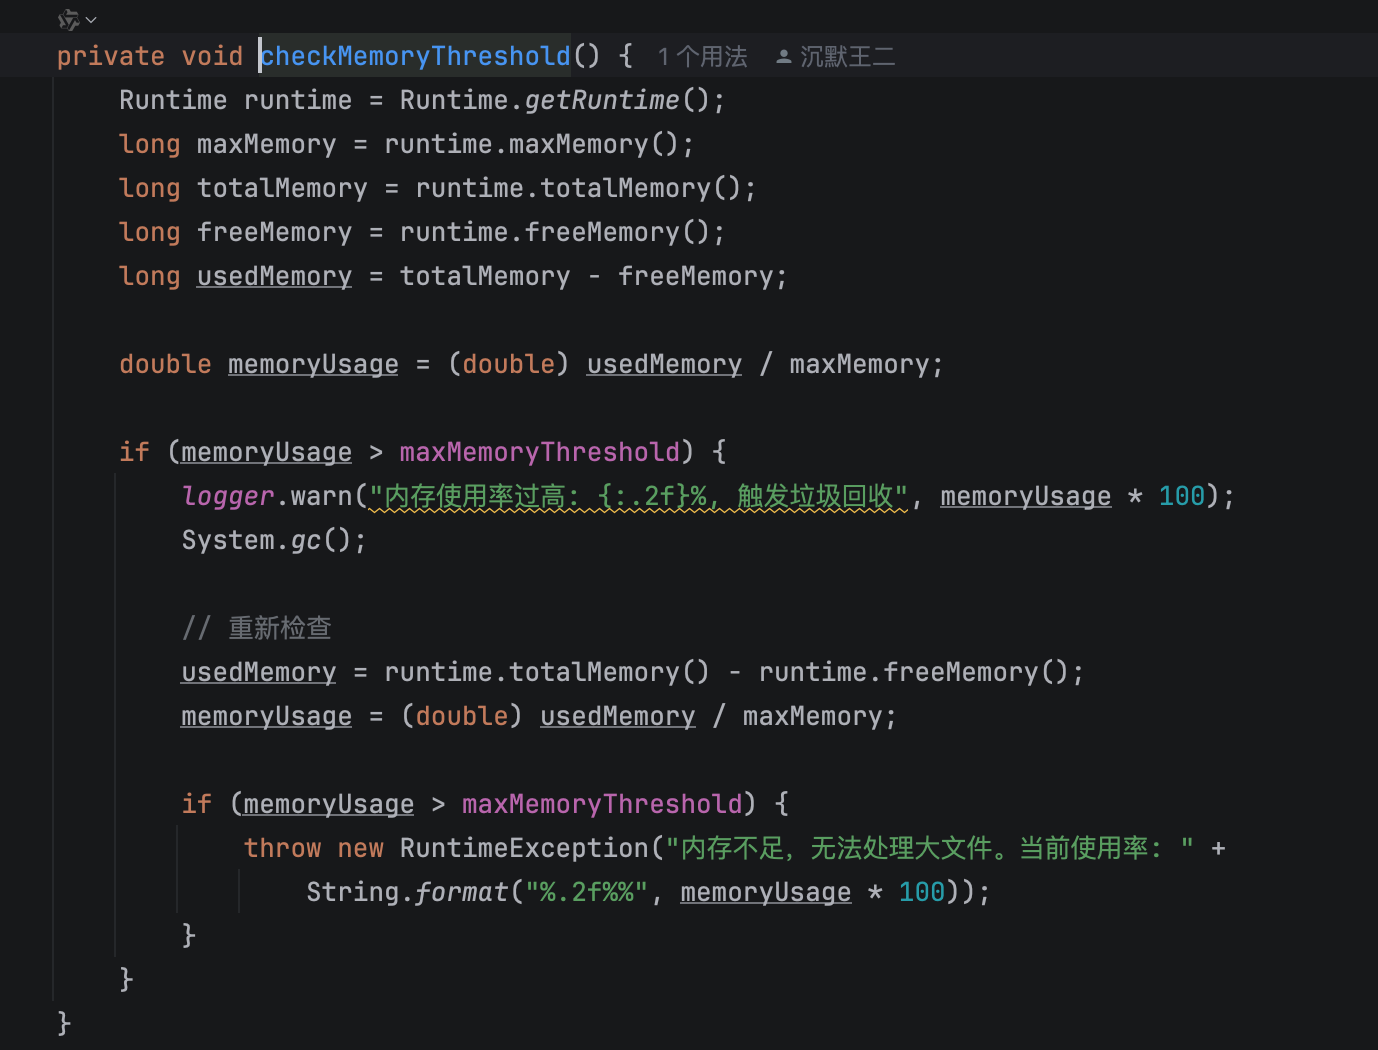 private void checkMemoryThreshold() { 1 个用法 沉默王二
Runtime runtime = Runtime.getRuntime();
long maxMemory = runtime.maxMemory();
long totalMemory = runtime.totalMemory();
long freeMemory = runtime.freeMemory();
long usedMemory = totalMemory - freeMemory;
double memoryUsage = (double) usedMemory / maxMemory;
if (memoryUsage > maxMemoryThreshold) {
logger.warn("内存使用率过高: {:.2f}%, 触发垃圾回收", memoryUsage * 100);
System.gc();
// 重新检查
usedMemory = runtime.totalMemory() - runtime.freeMemory();
memoryUsage = (double) usedMemory / maxMemory;
if (memoryUsage > maxMemoryThreshold) {
throw new RuntimeException("内存不足，无法处理大文件。当前使用率: " +
String.format("%.2f%%", memoryUsage * 100));
}
}
}